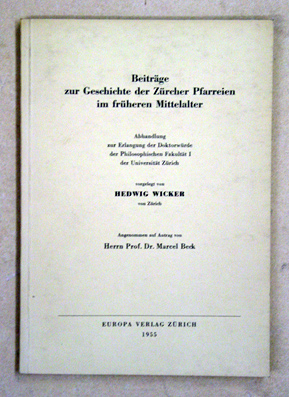 Beiträge
zur Geschichte der Zürcher Pfarreien
im früheren Mittelalter
Abhandlung
zur Erlangung der Doktorwürde
der Philosophischen Fakultät I
der Universität Zürich
vorgelegt von
HEDWIG WICKER
von Zürich
Angenommen auf Antrag von
Herrn Prof. Dr. Marcel Beck
EUROPA VERLAG ZÜRICH
1955